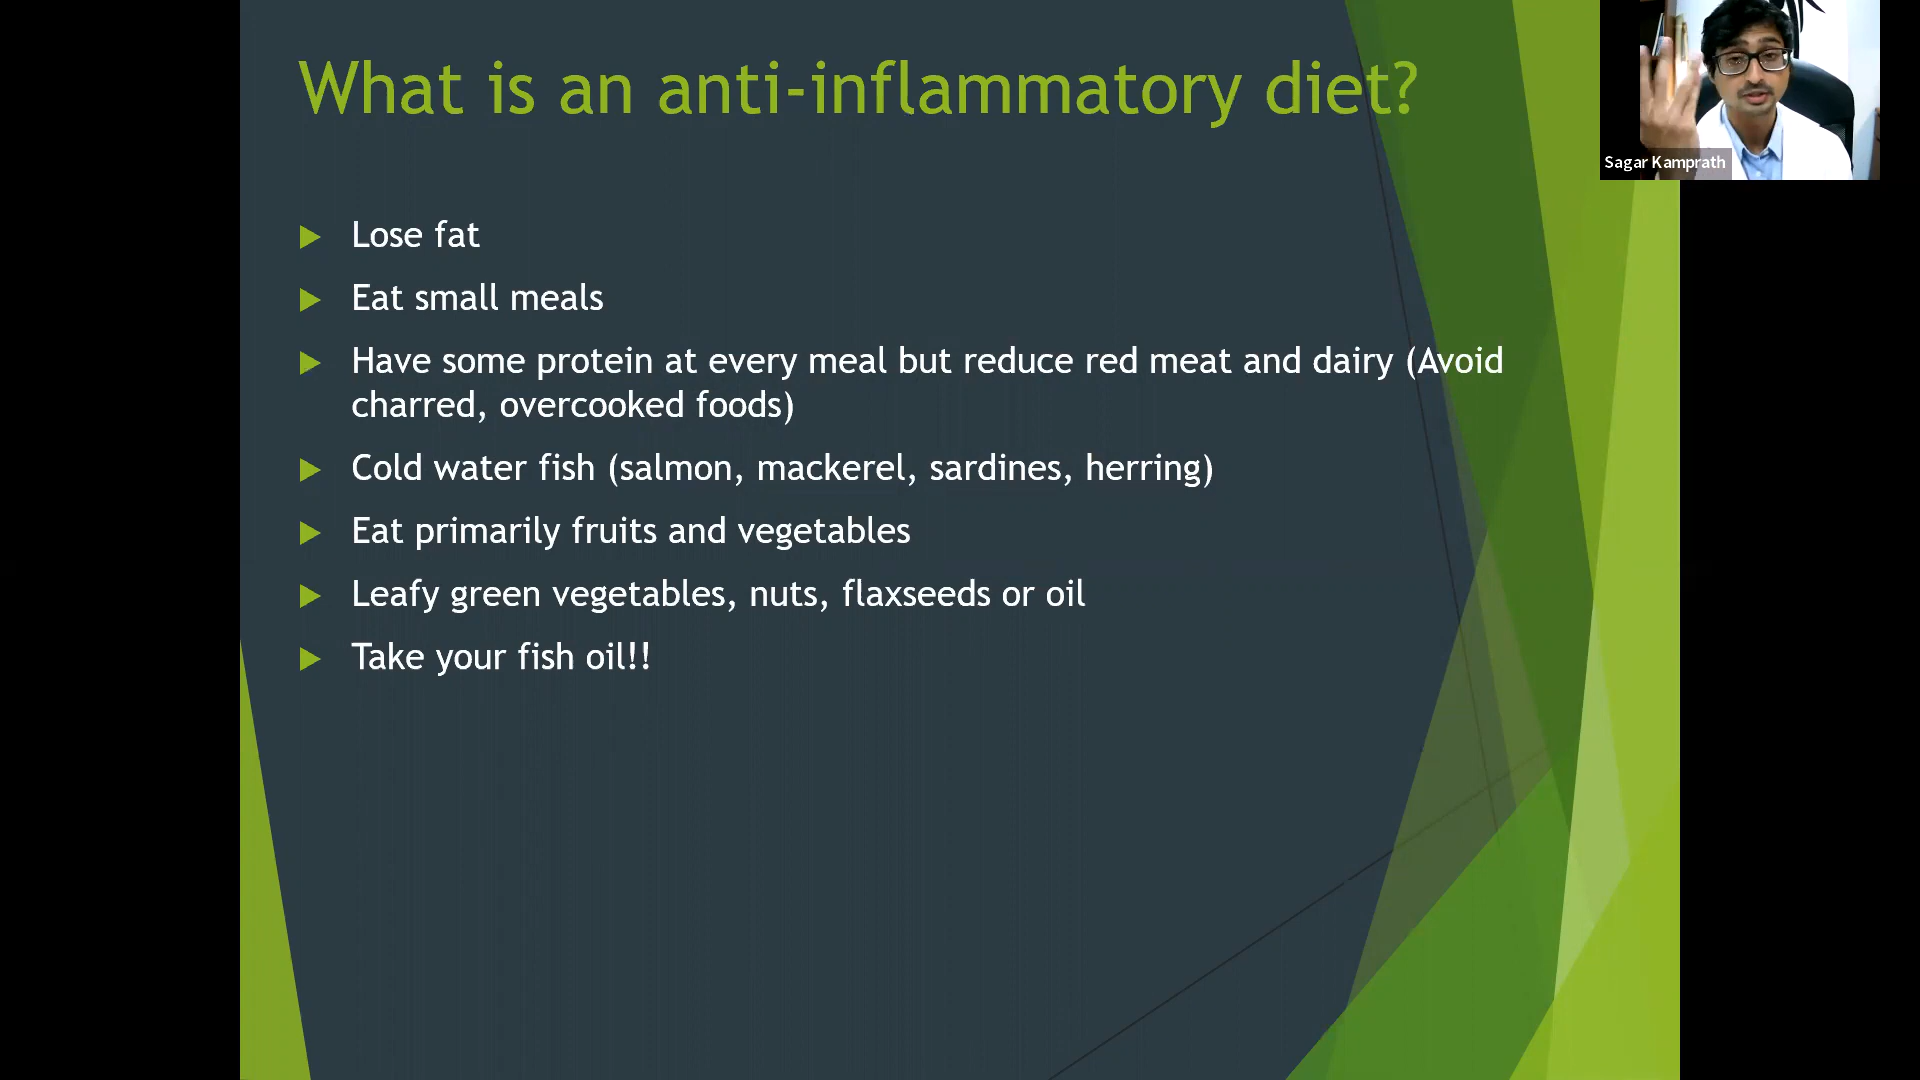 What is an anti-inflammatory diet?
Sagar Kamprath
Lose fat
Eat small meals
Have some protein at every meal but reduce red meat and dairy (Avoid
charred, overcooked foods)
Cold water fish (salmon, mackerel, sardines, herring)
Eat primarily fruits and vegetables
Leafy green vegetables, nuts, flaxseeds or oil
Take your fish oil!!